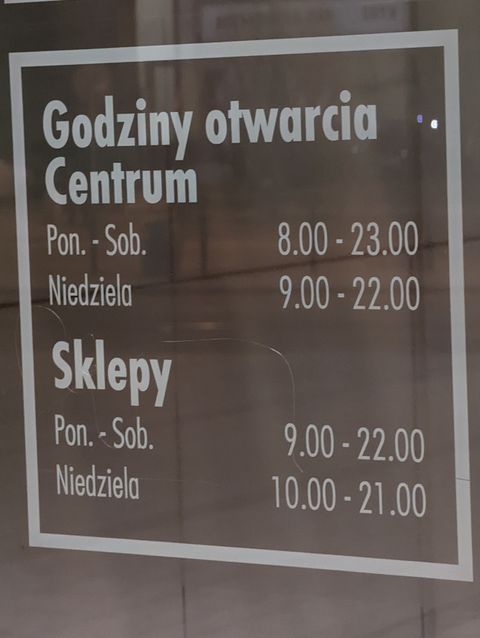 Godziny otwarcia
Centrum
Pon. - Sob. 8.00 - 23.00
Niedziela 9.00 - 22.00
Sklepy
Pon. - Sob. 9.00 - 22.00
Niedziela 10.00 - 21.00